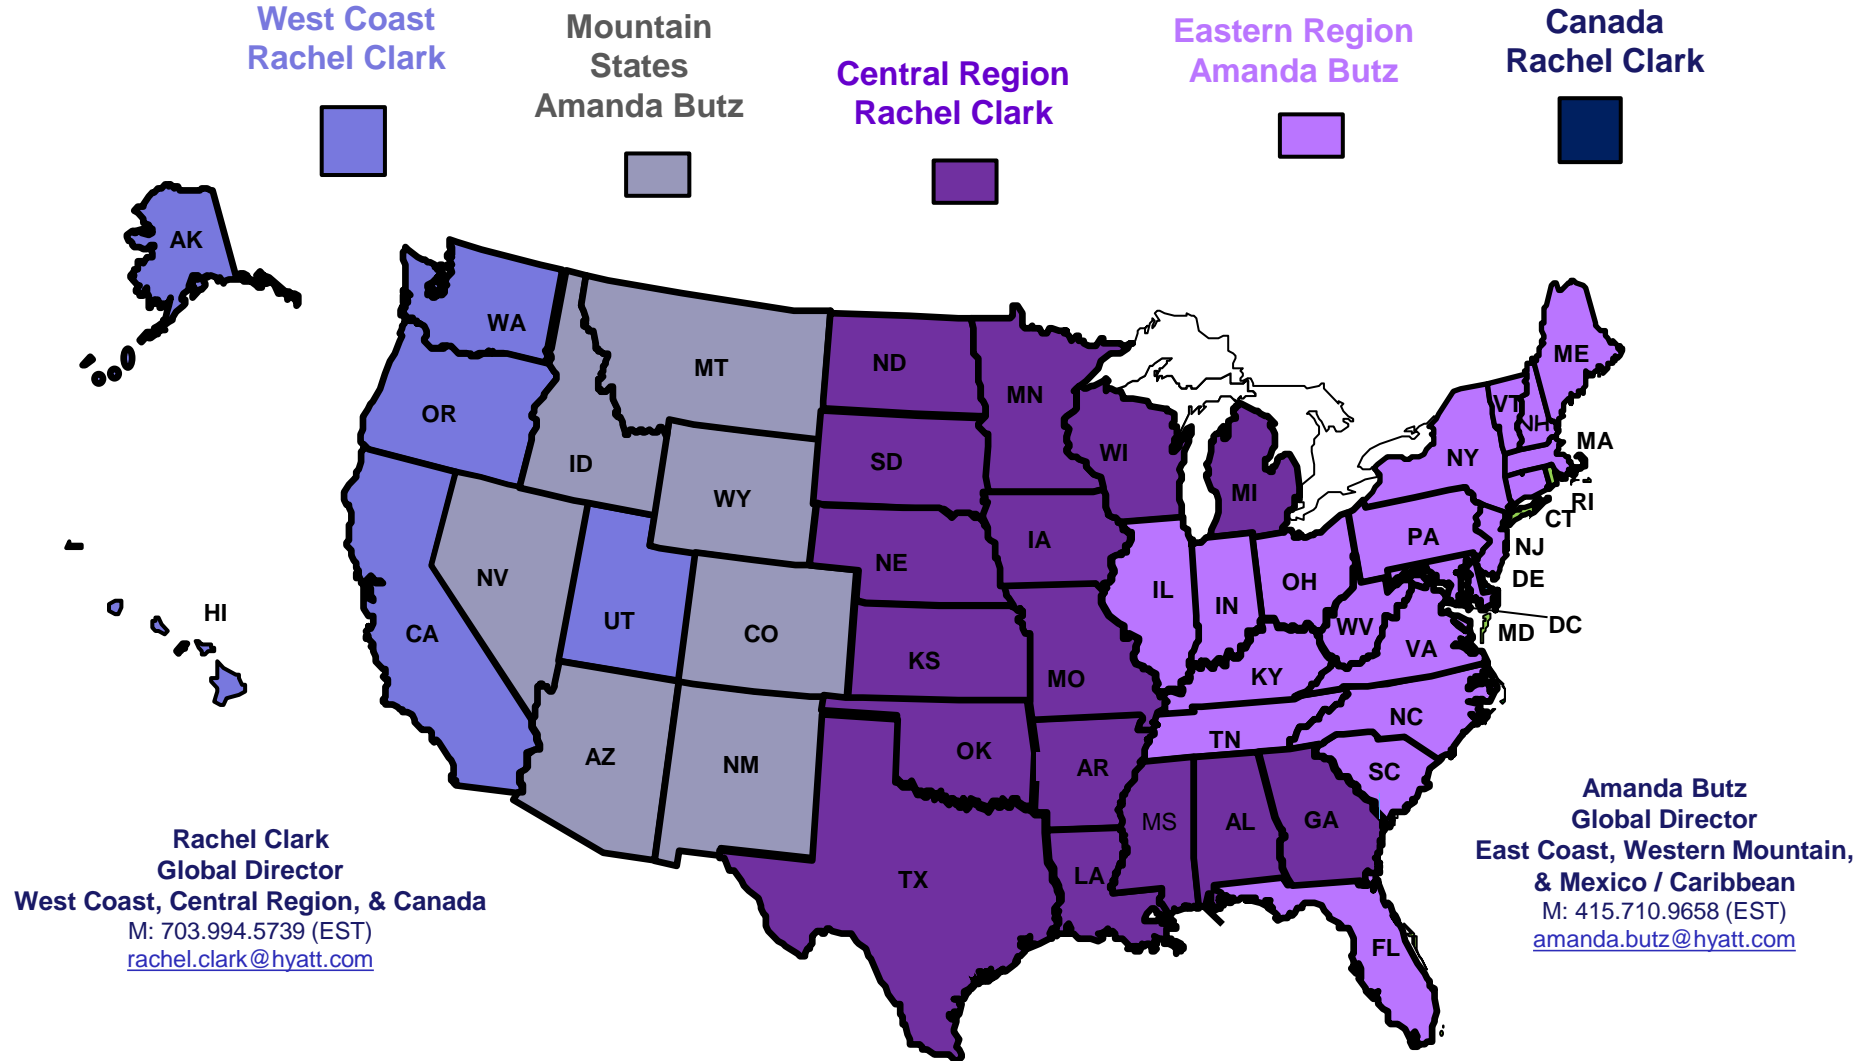 West Coast
Rachel Clark
Mountain
States
Amanda Butz
Central Region
Rachel Clark
Eastern Region
Amanda Butz
Canada
Rachel Clark
AK
WA
OR
CA
HI
MT
ID
WY
NV
UT
CO
AZ
NM
ND
SD
NE
KS
OK
TX
MN
IA
MO
AR
LA
WI
MI
MS
AL
GA
IL
IN
OH
KY
TN
WV
VA
NC
SC
FL
PA
NY
VT
NH
ME
MA
RI
CT
NJ
DE
DC
MD
Rachel Clark
Global Director
West Coast, Central Region, & Canada
M: 703.994.5739 (EST)
rachel.clark@hyatt.com
Amanda Butz
Global Director
East Coast, Western Mountain,
& Mexico / Caribbean
M: 415.710.9658 (EST)
amanda.butz@hyatt.com